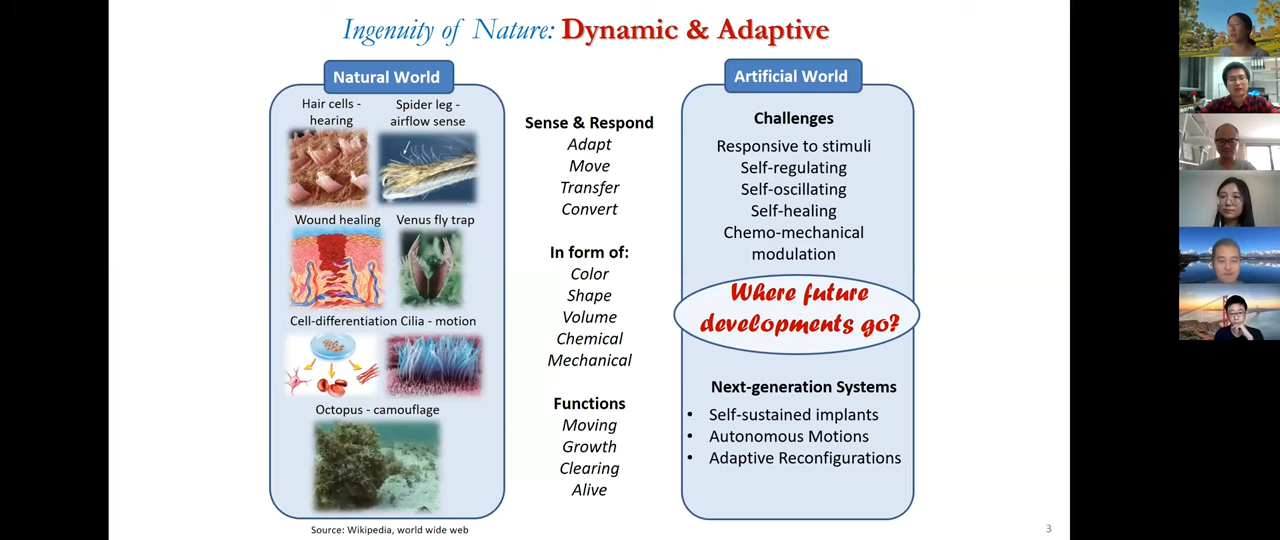 Ingenuity of Nature: Dynamic & Adaptive
Natural World
Hair cells -
hearing
Spider leg -
airflow sense
Wound healing
Venus fly trap
Cell-differentiation
Cilia - motion
Octopus - camouflage
Source: Wikipedia, world wide web
Sense & Respond
Adapt
Move
Transfer
Convert
In form of:
Color
Shape
Volume
Chemical
Mechanical
Functions
Moving
Growth
Clearing
Alive
Artificial World
Challenges
Responsive to stimuli
Self-regulating
Self-oscillating
Self-healing
Chemo-mechanical
modulation
Where future
developments go?
Next-generation Systems
• Self-sustained implants
• Autonomous Motions
• Adaptive Reconfigurations
3